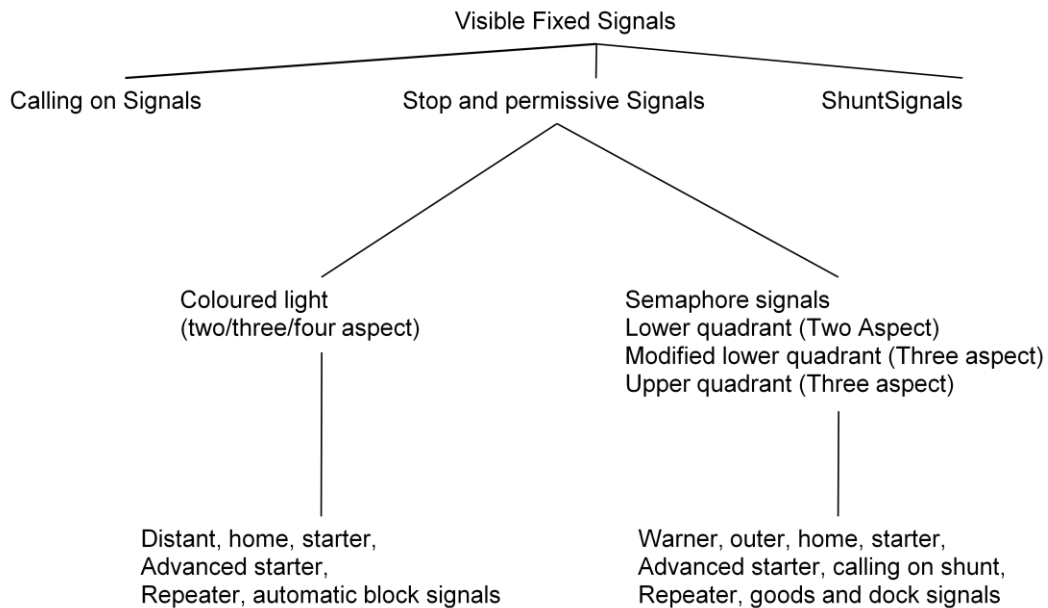 Visible Fixed Signals
Calling on Signals
Stop and permissive Signals
ShuntSignals
Coloured light
(two/three/four aspect)
Semaphore signals
Lower quadrant (Two Aspect)
Modified lower quadrant (Three aspect)
Upper quadrant (Three aspect)
Distant, home, starter,
Advanced starter,
Repeater, automatic block signals
Warner, outer, home, starter,
Advanced starter, calling on shunt,
Repeater, goods and dock signals